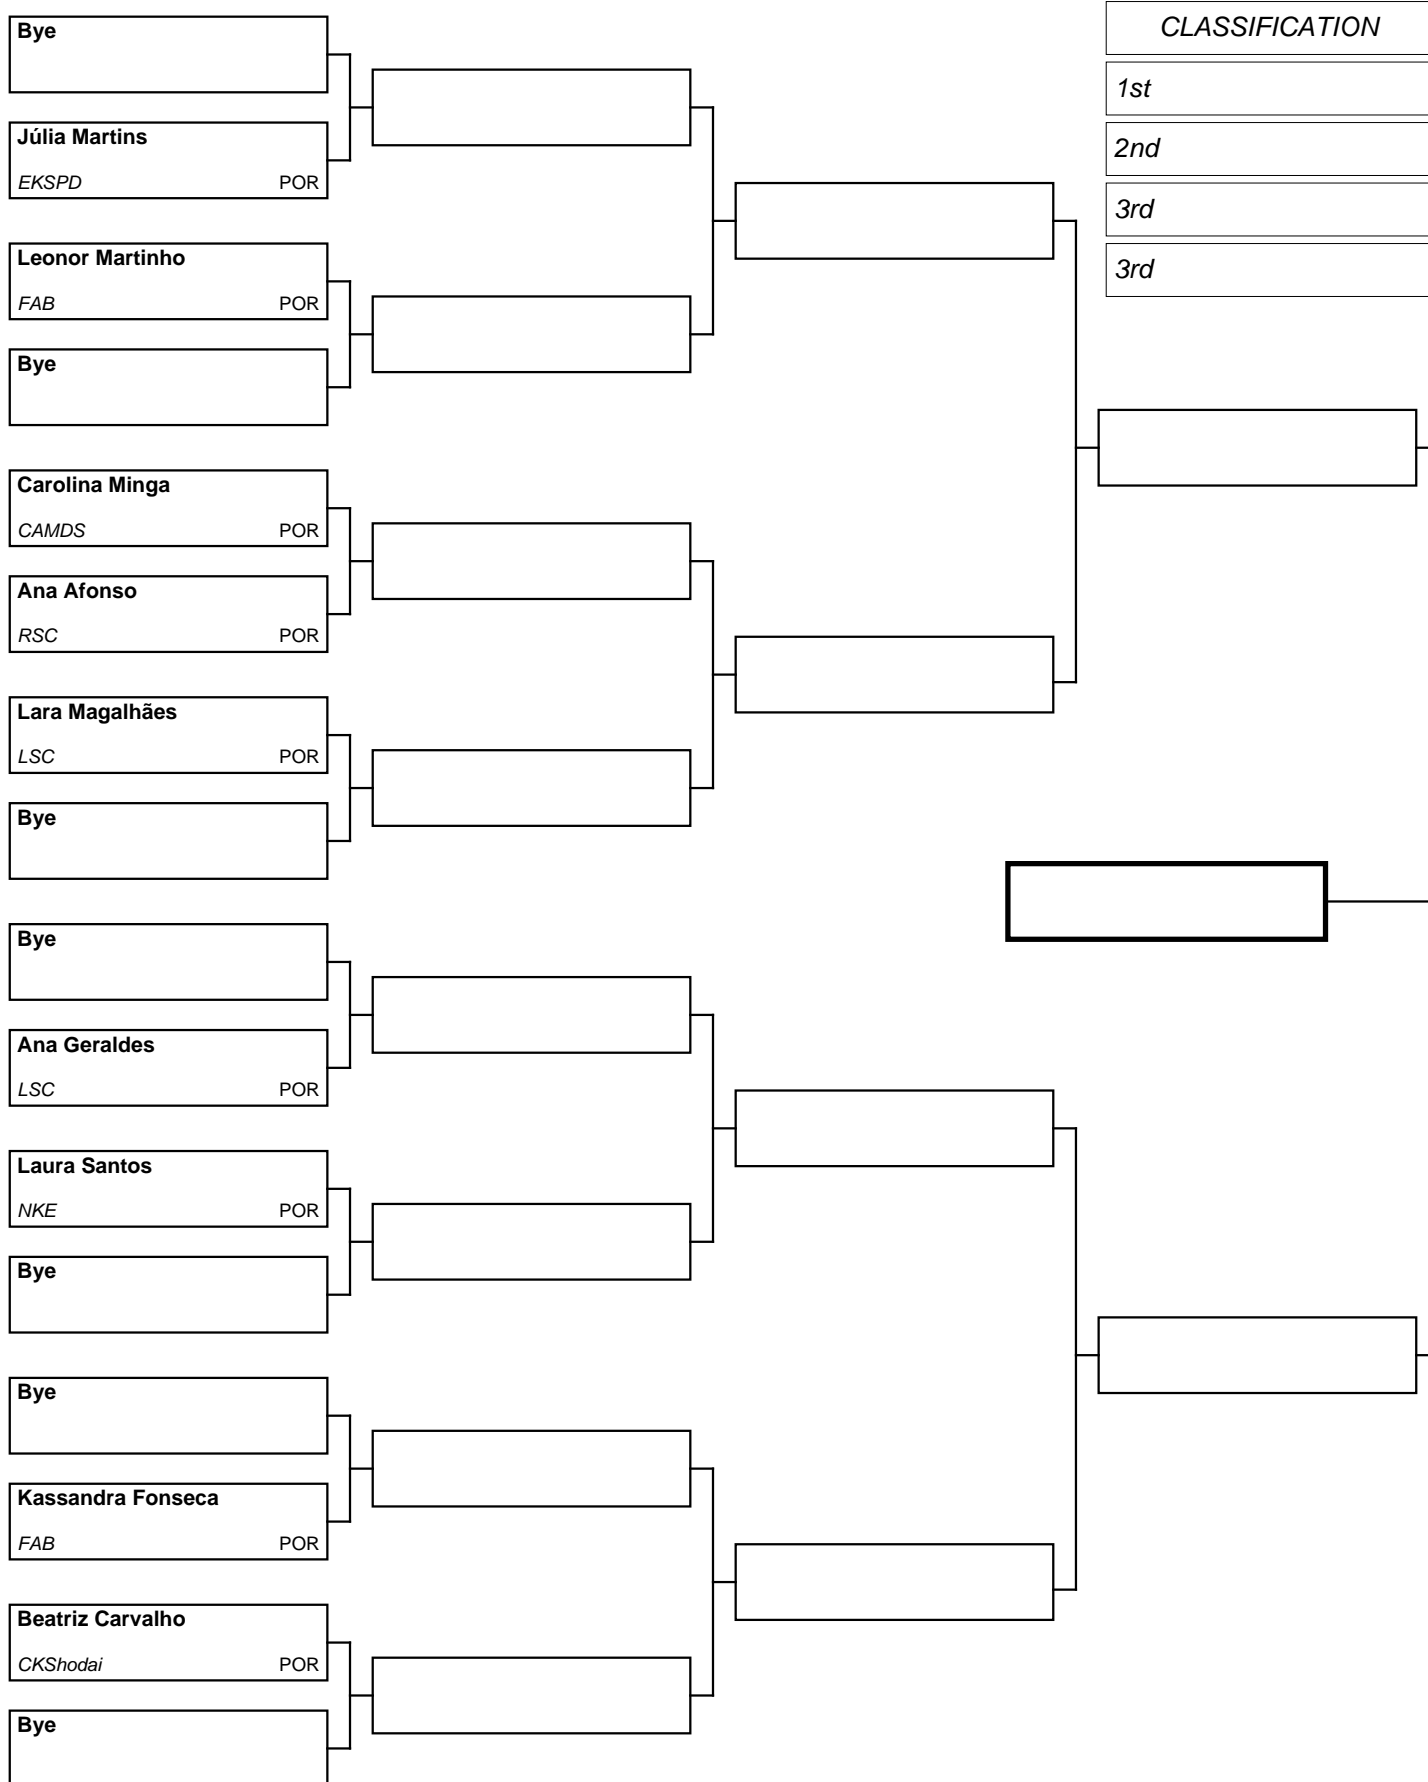 Bye
Júlia Martins
EKSPD POR
Leonor Martinho
FAB POR
Bye
Carolina Minga
CAMDS POR
Ana Afonso
RSC POR
Lara Magalhães
LSC POR
Bye
Bye
Ana Geraldes
LSC POR
Laura Santos
NKE POR
Bye
Bye
Kassandra Fonseca
FAB POR
Beatriz Carvalho
CKShodai POR
Bye
CLASSIFICATION
1st
2nd
3rd
3rd